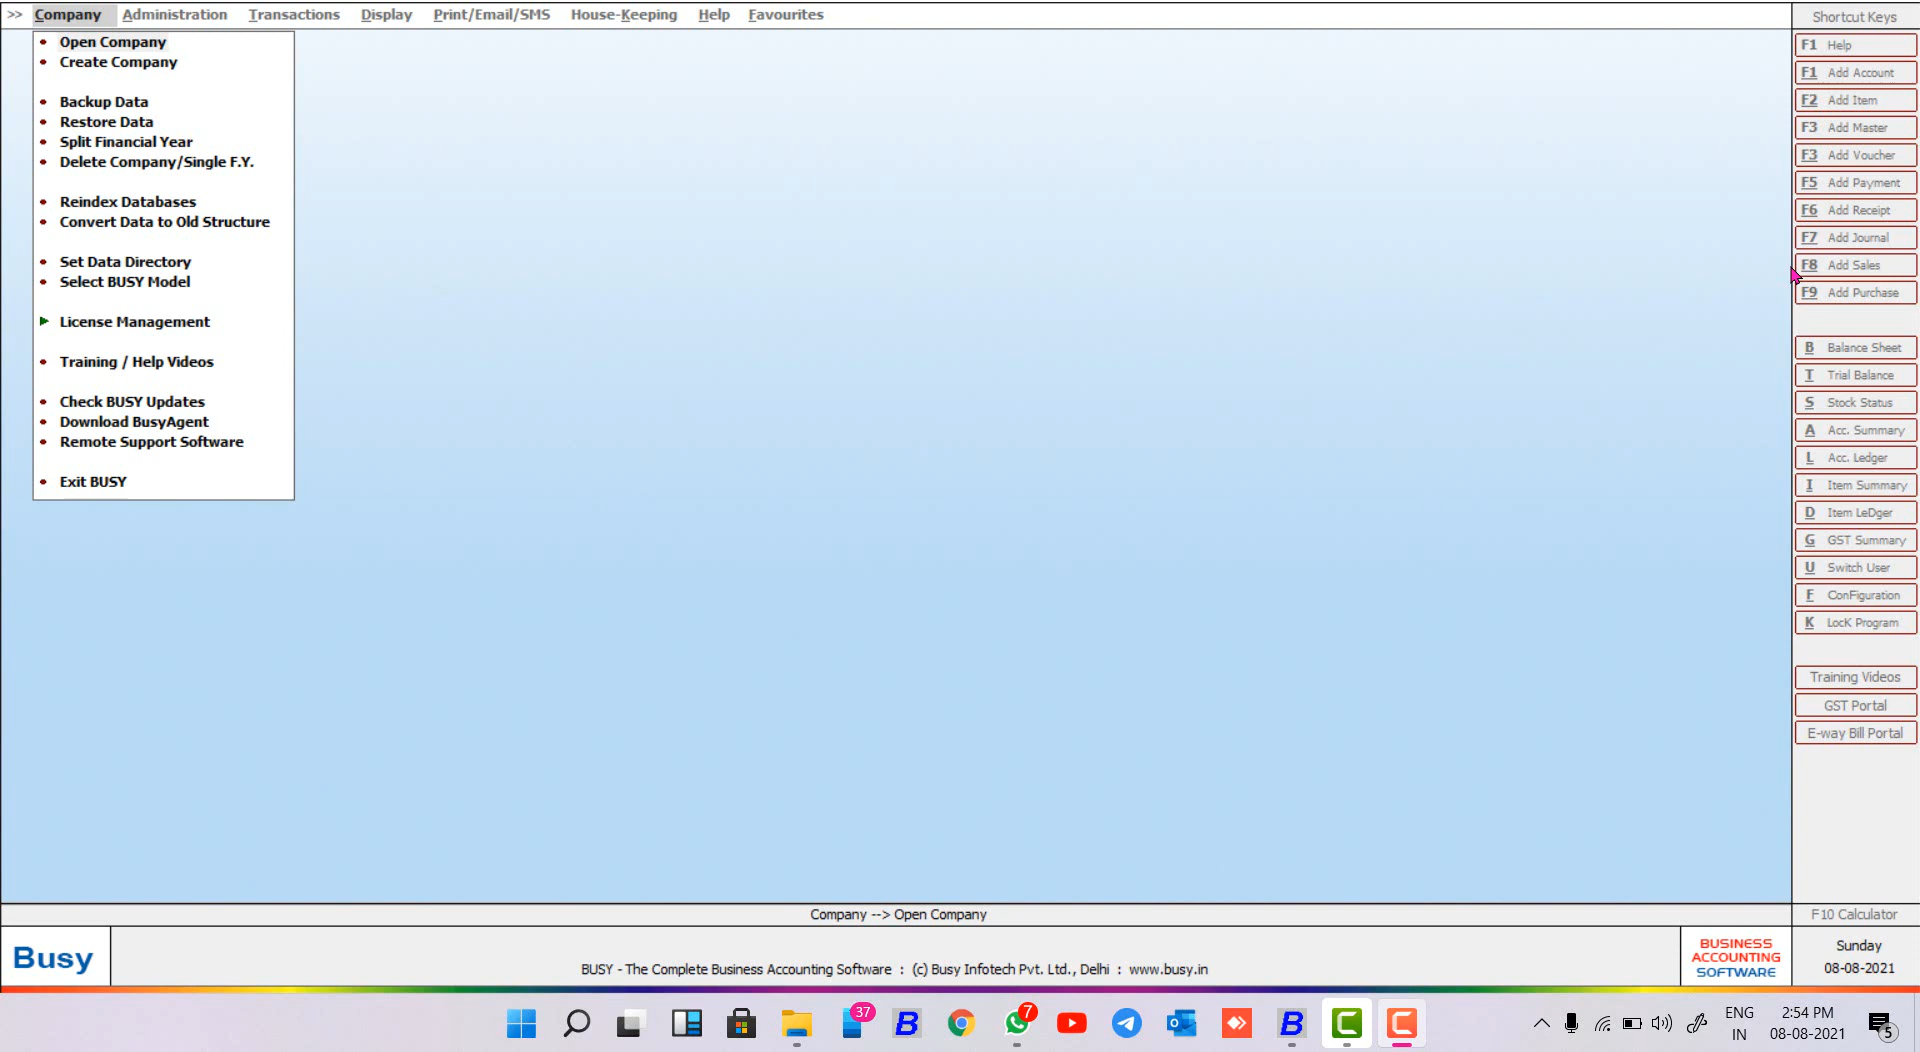 >> Company Administration Transactions Display Print/Email/SMS House-Keeping Help Favourites
Open Company
Create Company
Backup Data
Restore Data
Split Financial Year
Delete Company/Single F.Y.
Reindex Databases
Convert Data to Old Structure
Set Data Directory
Select BUSY Model
License Management
Training / Help Videos
Check BUSY Updates
Download BusyAgent
Remote Support Software
Exit BUSY
Shortcut Keys
F1 Help
F1 Add Account
F2 Add Item
F3 Add Master
F3 Add Voucher
F5 Add Payment
F6 Add Receipt
F7 Add Journal
F8 Add Sales
F9 Add Purchase
B Balance Sheet
T Trial Balance
S Stock Status
A Acc. Summary
L Acc. Ledger
I Item Summary
D Item LeDger
G GST Summary
U Switch User
F ConFiguration
K LocK Program
Training Videos
GST Portal
E-way Bill Portal
Company --> Open Company
F10 Calculator
Busy
BUSY - The Complete Business Accounting Software : (c) Busy Infotech Pvt. Ltd., Delhi : www.busy.in
BUSINESS
ACCOUNTING
SOFTWARE
Sunday
08-08-2021
37
B
7
B
C
C
ENG
IN
2:54 PM
08-08-2021
5